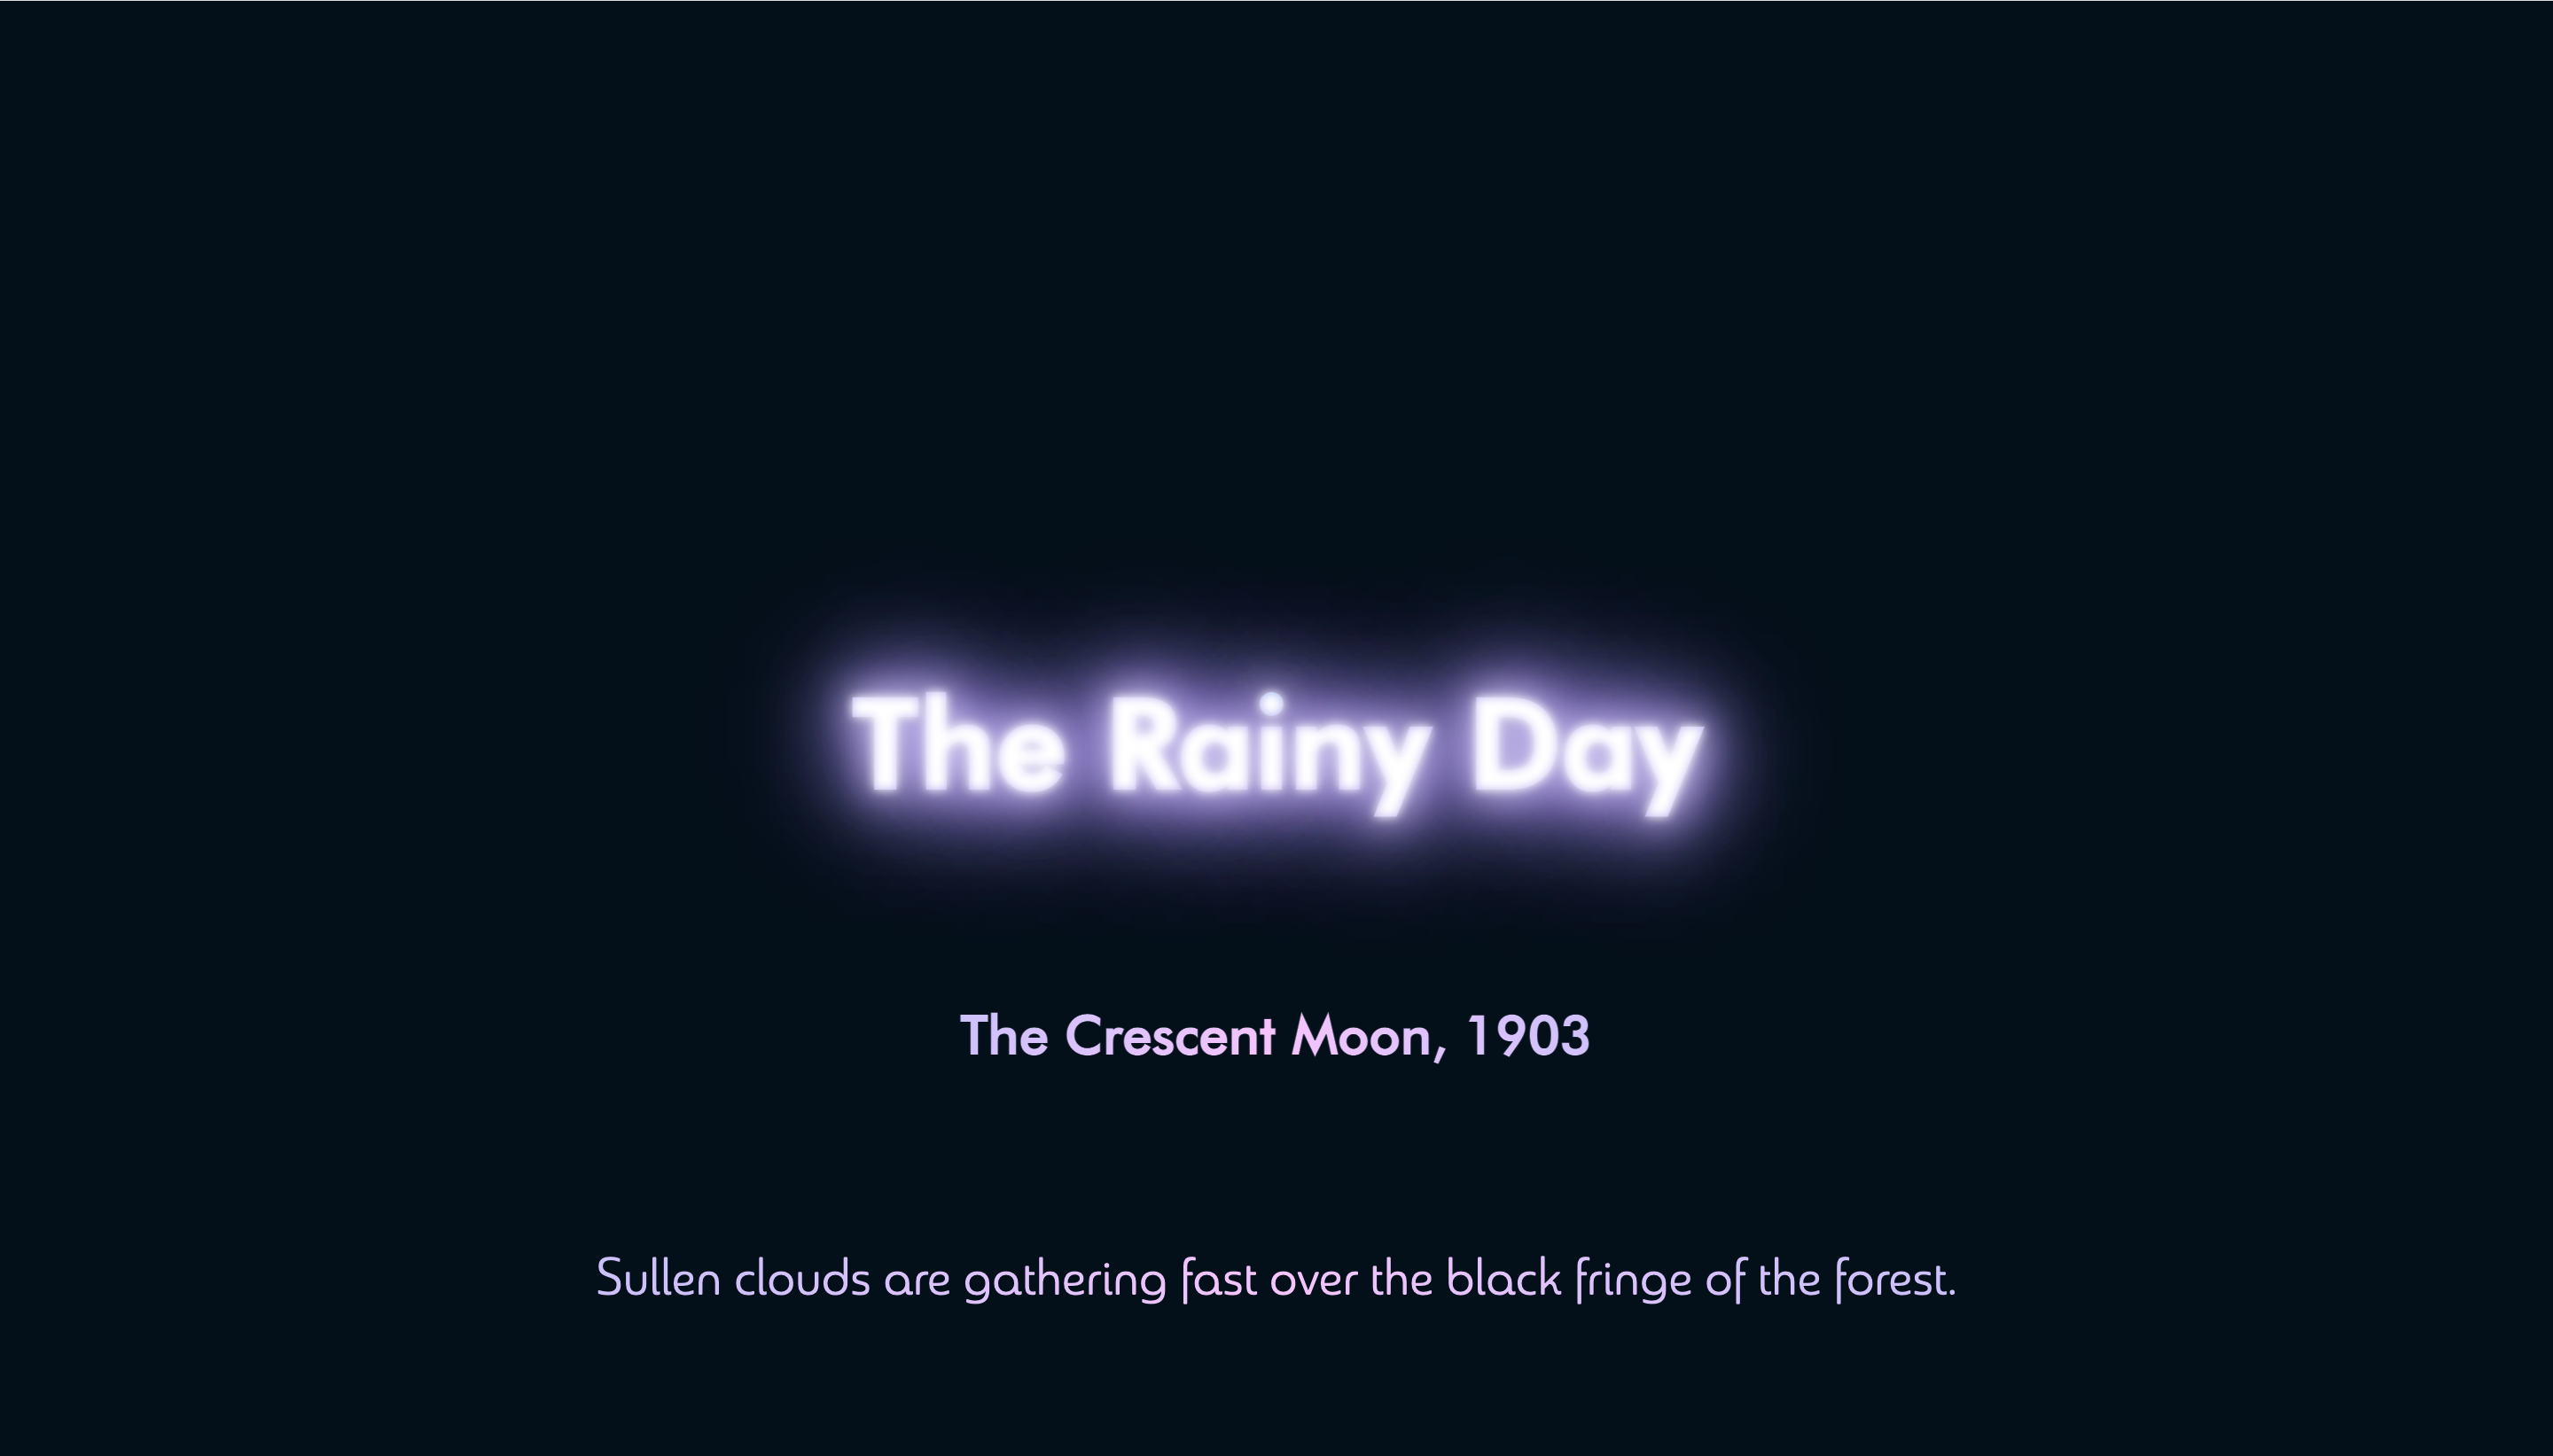 The Rainy Day
The Crescent Moon, 1903
Sullen clouds are gathering fast over the black fringe of the forest.